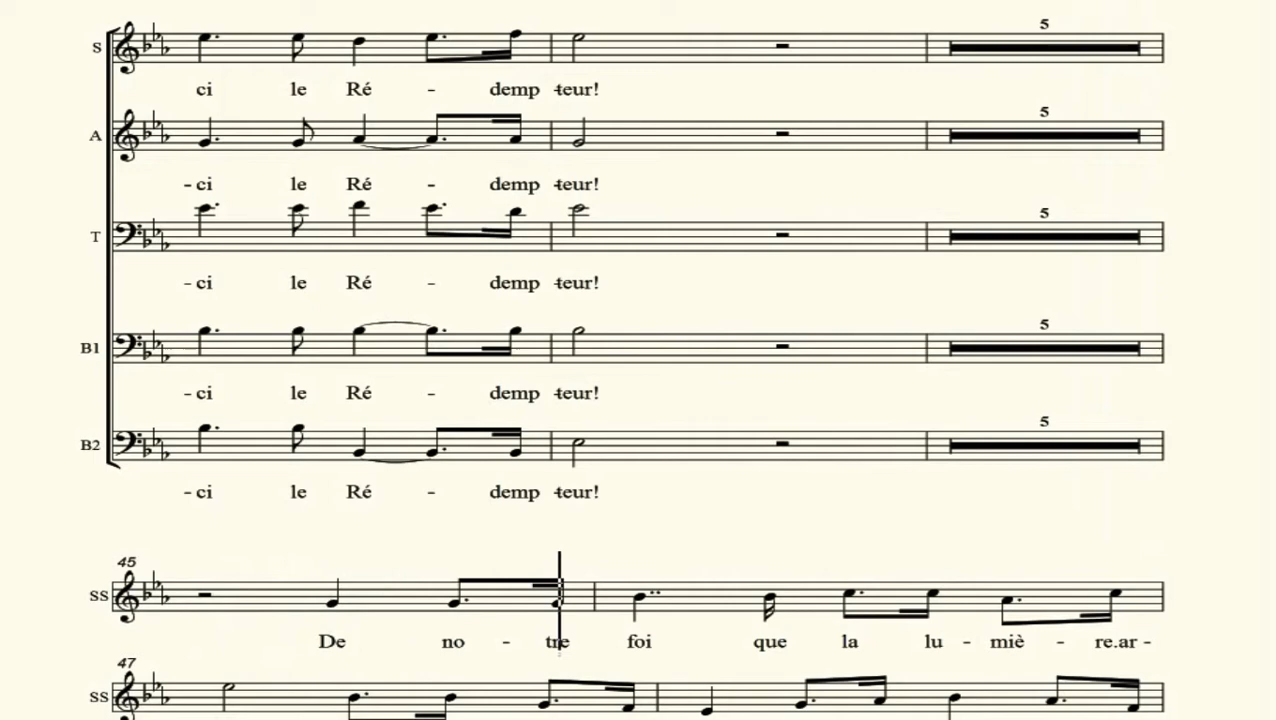 S 5
ci le Ré - demp -teur!
A 5
-ci le Ré - demp -teur!
T 5
-ci le Ré - demp -teur!
B1 5
-ci le Ré - demp -teur!
B2 5
-ci le Ré - demp -teur!
45
SS
De no - tre foi que la lu - miè - re.ar -
47
SS